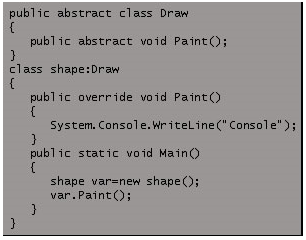 public abstract class Draw
{
public abstract void Paint();
}
class shape:Draw
{
public override void Paint()
{
System.Console.WriteLine("Console");
}
public static void Main()
{
shape var=new shape();
var.Paint();
}
}